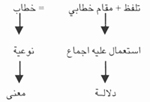 تلفظ + مقام خطابي = خطاب
استعمال عليه اجماع نوعية
دلالة معنى